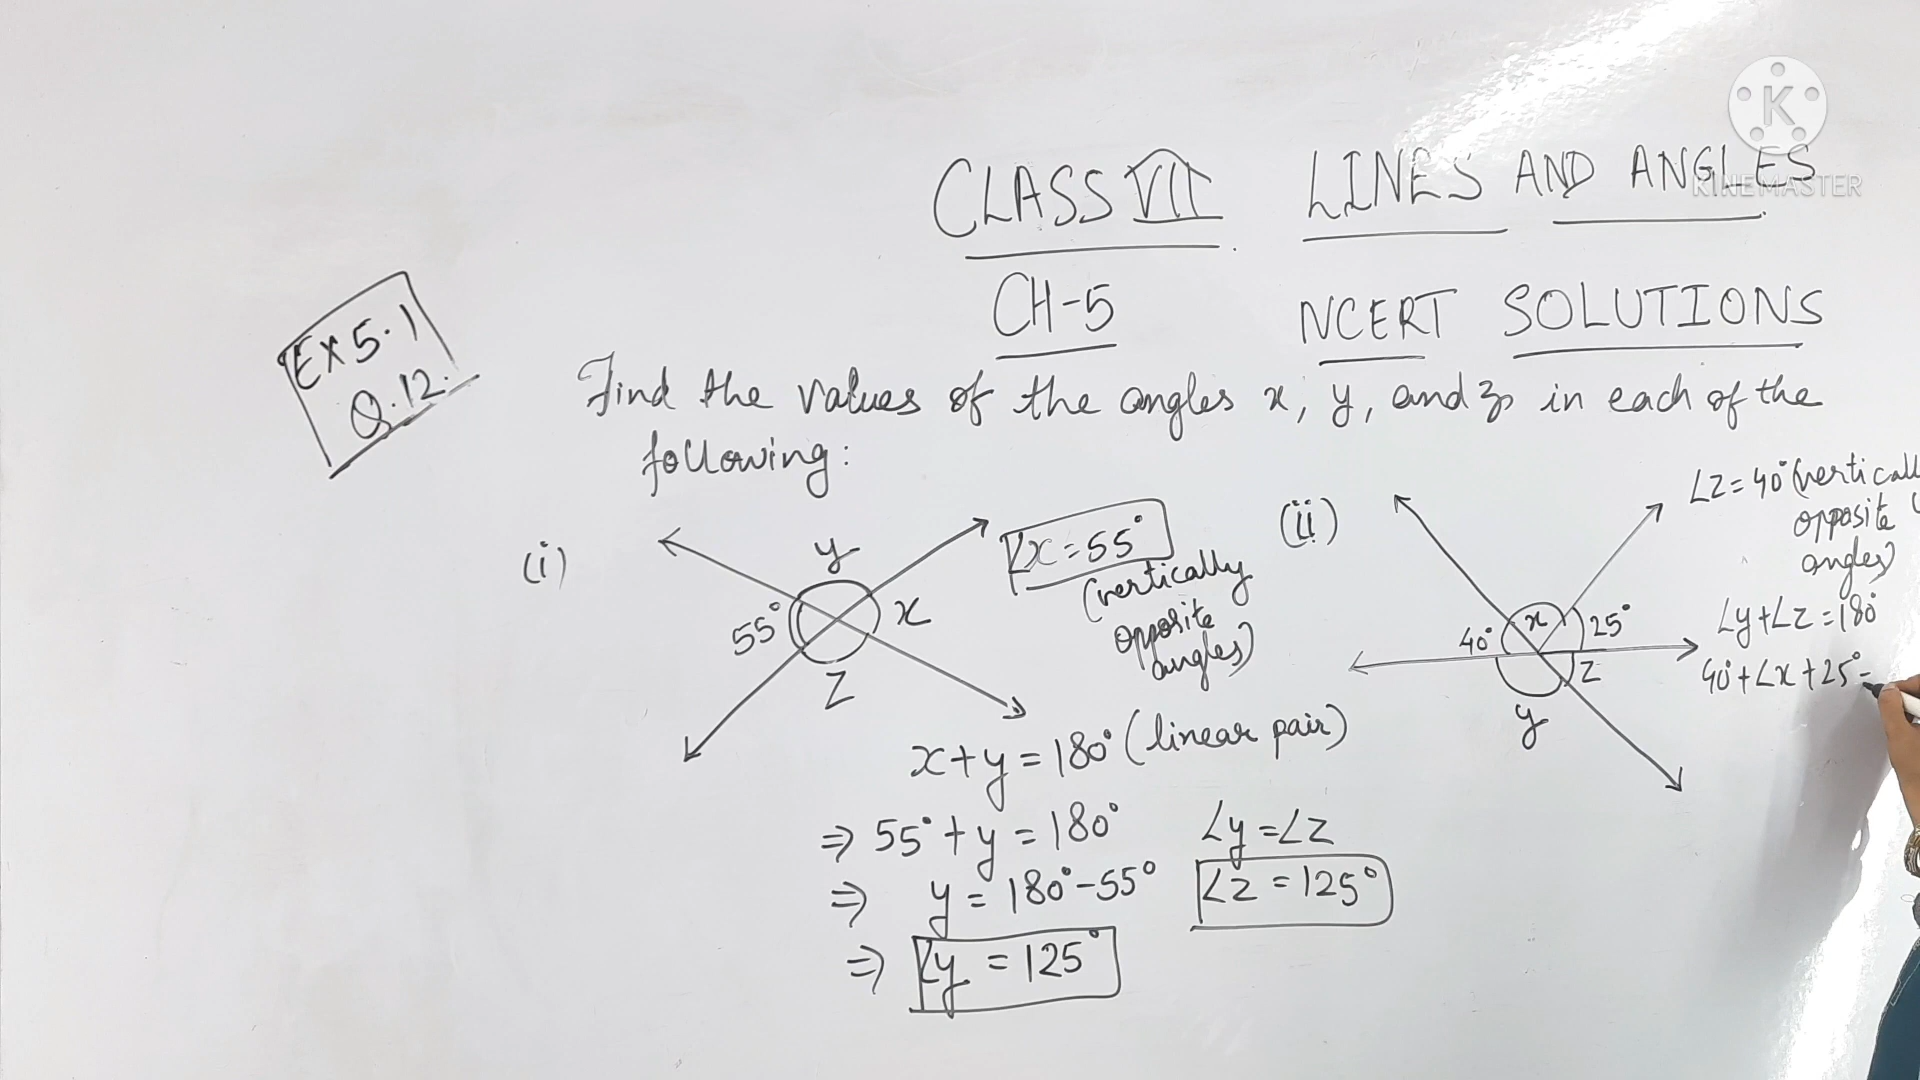 K
KINEMASTER
CLASS VII LINES AND ANGLES
CH-5 NCERT SOLUTIONS
EX 5.1
Q.12.
Find the values of the angles x, y, and z in each of the
following:
(i)
y
55°
x
z
∠x = 55°
(vertically
opposite
angles)
x + y = 180° (linear pair)
⇒ 55° + y = 180°
⇒ y = 180° - 55°
⇒ ∠y = 125°
∠y = ∠z
∠z = 125°
(ii)
40°
x
25°
z
y
∠z = 40° (vertically
opposite
angles)
∠y + ∠z = 180°
40° + ∠x + 25° =